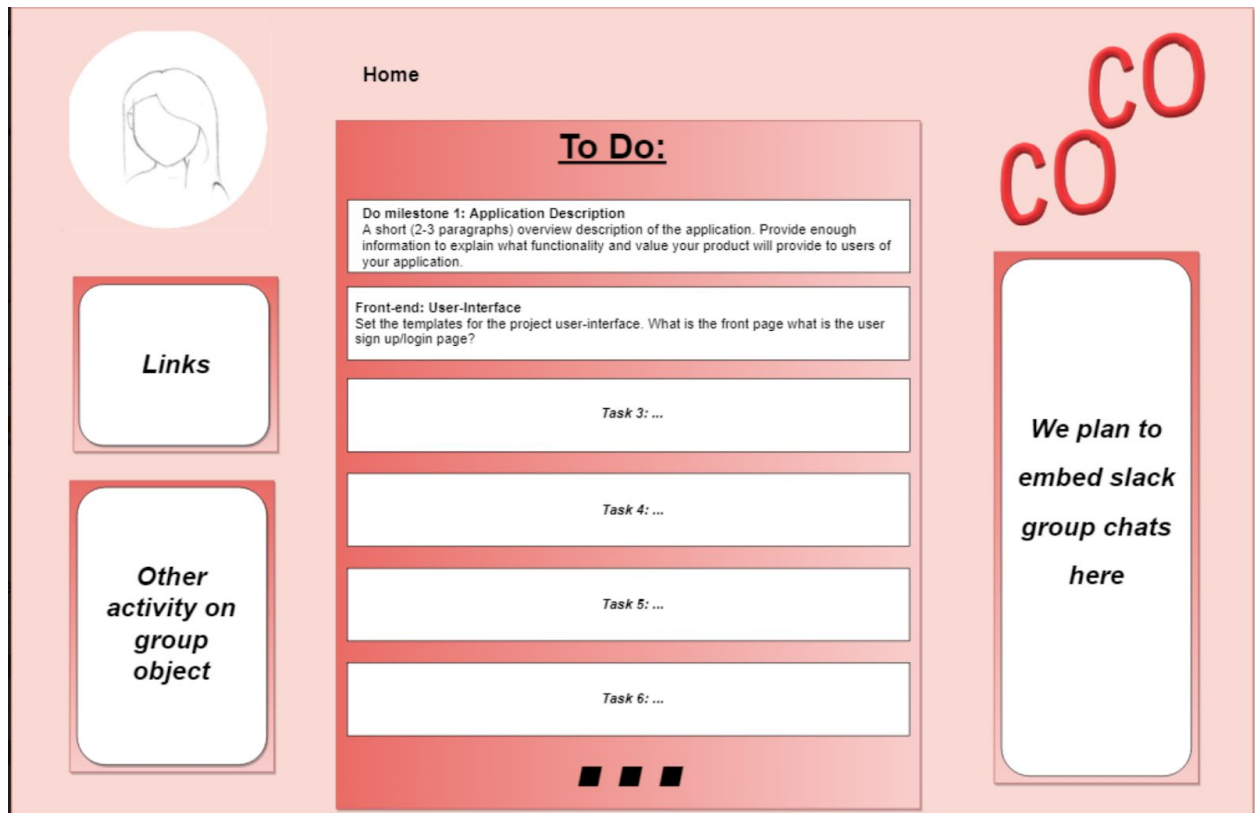 Home
CO
CO
To Do:
Do milestone 1: Application Description
A short (2-3 paragraphs) overview description of the application. Provide enough
information to explain what functionality and value your product will provide to users of
your application.
Front-end: User-Interface
Set the templates for the project user-interface. What is the front page what is the user
sign up/login page?
Task 3: ...
Task 4: ...
Task 5: ...
Task 6: ...
Links
Other
activity on
group
object
We plan to
embed slack
group chats
here